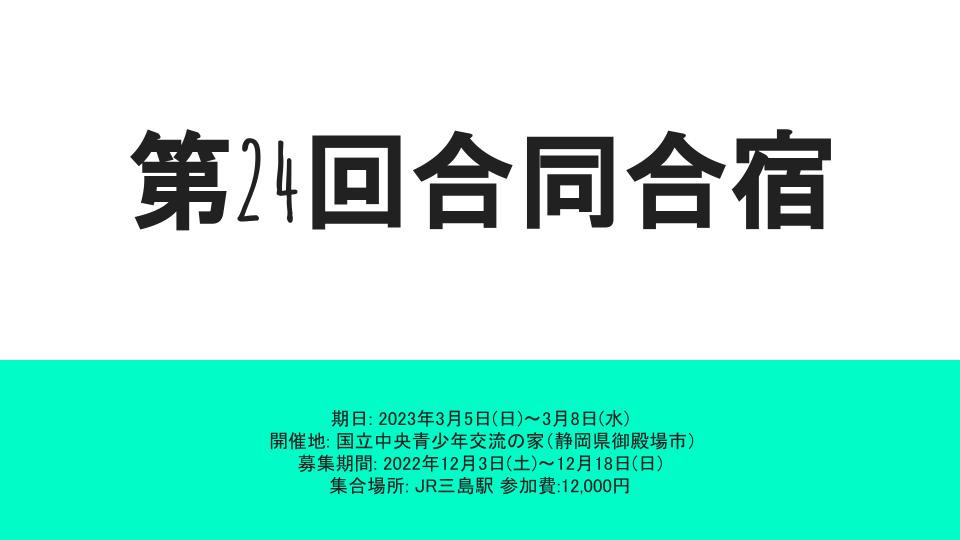 第24回合同合宿
期日: 2023年3月5日(日)～3月8日(水)
開催地: 国立中央青少年交流の家(静岡県御殿場市)
募集期間: 2022年12月3日(土)～12月18日(日)
集合場所: JR三島駅 参加費:12,000円